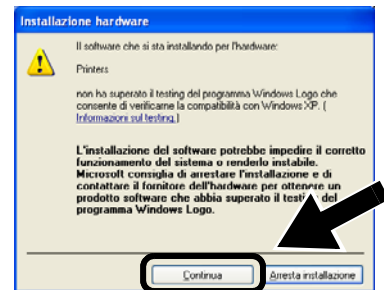 Installazione hardware
Il software che si sta installando per l'hardware:
Printers
non ha superato il testing del programma Windows Logo che
consente di verificarne la compatibilità con Windows XP. (
Informazioni sul testing.)
L'installazione del software potrebbe impedire il corretto
funzionamento del sistema o renderlo instabile.
Microsoft consiglia di arrestare l'installazione e di
contattare il fornitore dell'hardware per ottenere un
prodotto software che abbia superato il testing del
programma Windows Logo.
Continua
Arresta installazione